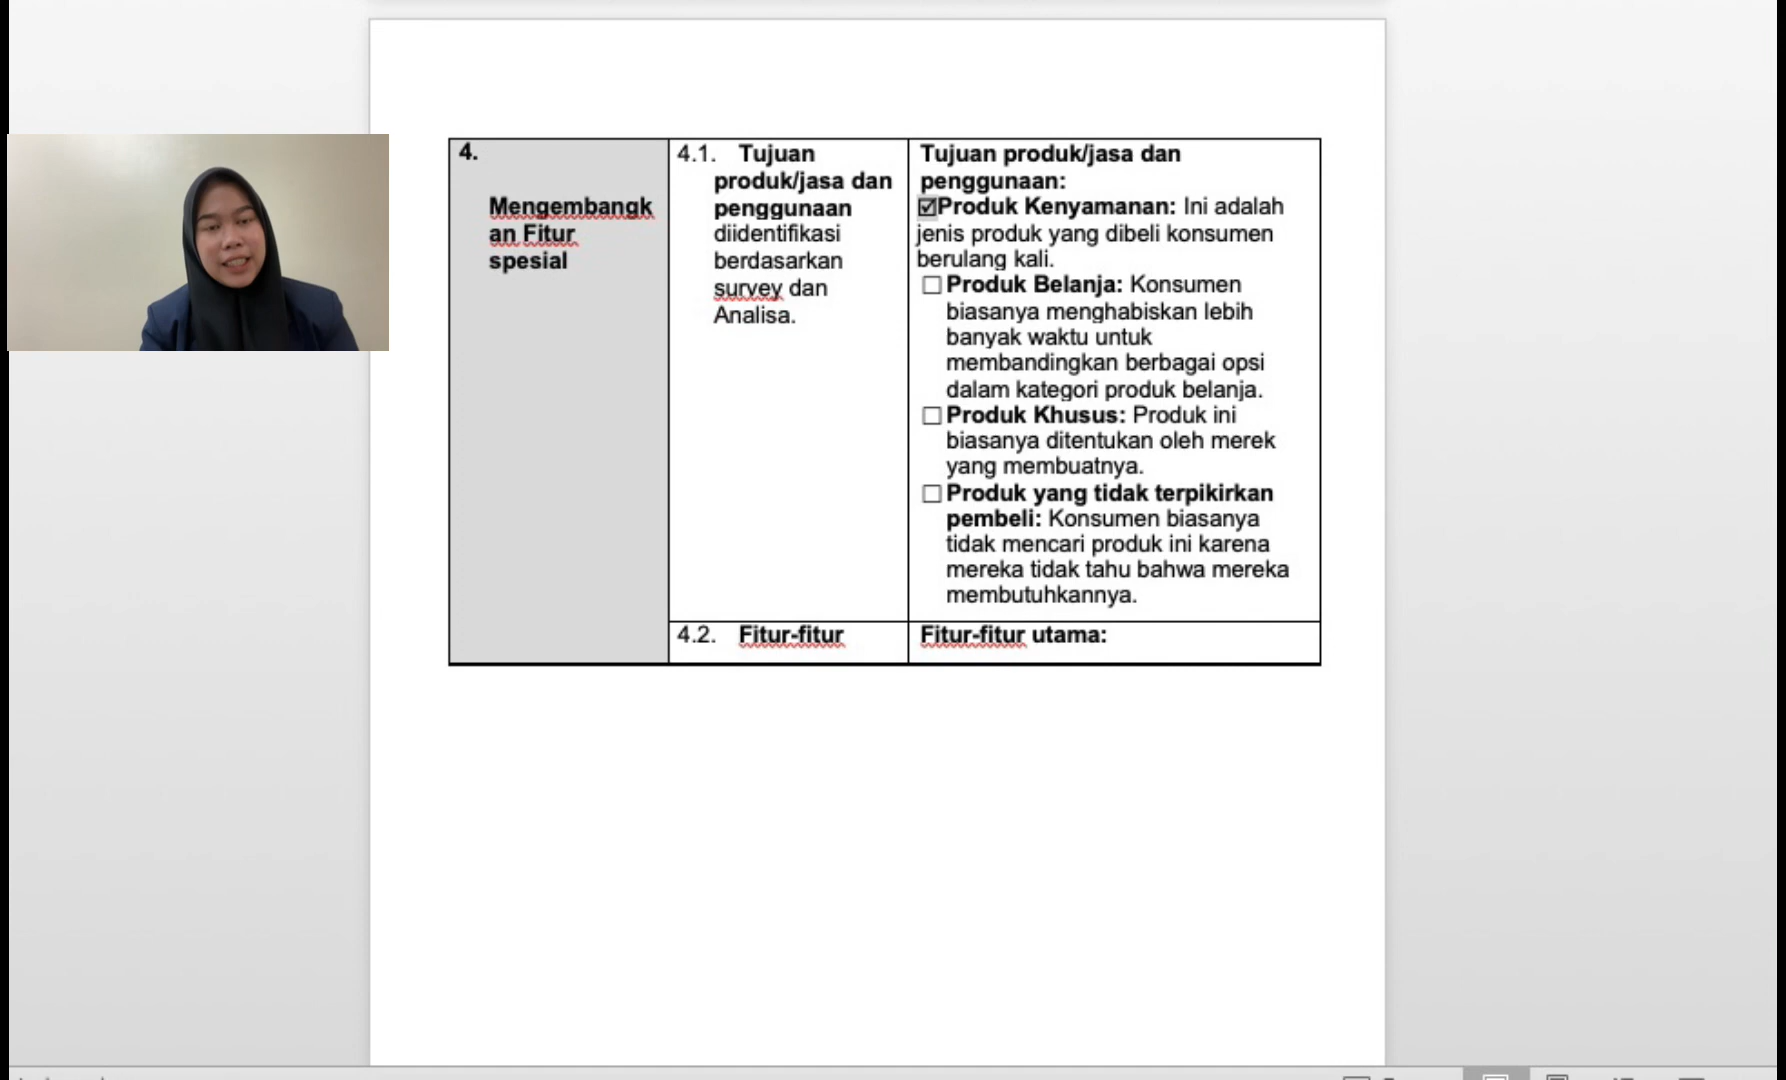 4.
Mengembangk
an Fitur
spesial
4.1. Tujuan
produk/jasa dan
penggunaan
diidentifikasi
berdasarkan
survey dan
Analisa.
Tujuan produk/jasa dan
penggunaan:
☑Produk Kenyamanan: Ini adalah
jenis produk yang dibeli konsumen
berulang kali.
☐ Produk Belanja: Konsumen
biasanya menghabiskan lebih
banyak waktu untuk
membandingkan berbagai opsi
dalam kategori produk belanja.
☐ Produk Khusus: Produk ini
biasanya ditentukan oleh merek
yang membuatnya.
☐ Produk yang tidak terpikirkan
pembeli: Konsumen biasanya
tidak mencari produk ini karena
mereka tidak tahu bahwa mereka
membutuhkannya.
4.2. Fitur-fitur
Fitur-fitur utama: